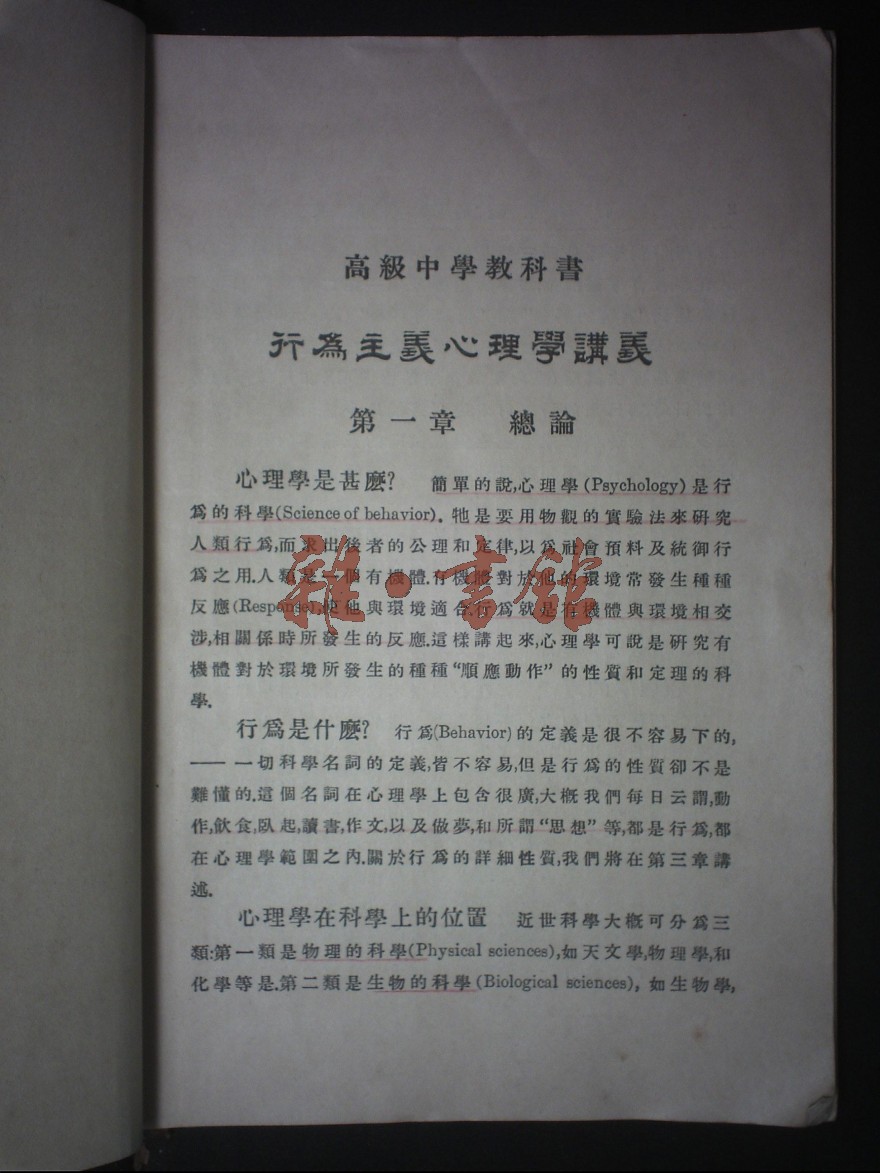 高級中學教科書
行爲主義心理學講義
第一章 總論
心理學是甚麽? 簡單的說,心理學(Psychology)是行
爲的科學(Science of behavior). 牠是要用物觀的實驗法來研究
人類行爲,而求出後者的公理和定律,以爲社會預料及統御行
爲之用.人類是一個有機體.有機體對於他的環境常發生種種
反應(Response),使他與環境適合.行爲就是有機體與環境相交
涉,相關係時所發生的反應.這樣講起來,心理學可說是研究有
機體對於環境所發生的種種“順應動作”的性質和定理的科
學.
行爲是什麽? 行爲(Behavior)的定義是很不容易下的,
——一切科學名詞的定義,皆不容易,但是行爲的性質卻不是
難懂的.這個名詞在心理學上包含很廣,大槪我們每日云謂,動
作,飲食,臥起,讀書,作文,以及做夢,和所謂“思想”等,都是行爲,都
在心理學範圍之內.關於行爲的詳細性質,我們將在第三章講
述.
心理學在科學上的位置 近世科學大槪可分爲三
類:第一類是物理的科學(Physical sciences),如天文學,物理學,和
化學等是.第二類是生物的科學(Biological sciences), 如生物學,
雜·書館